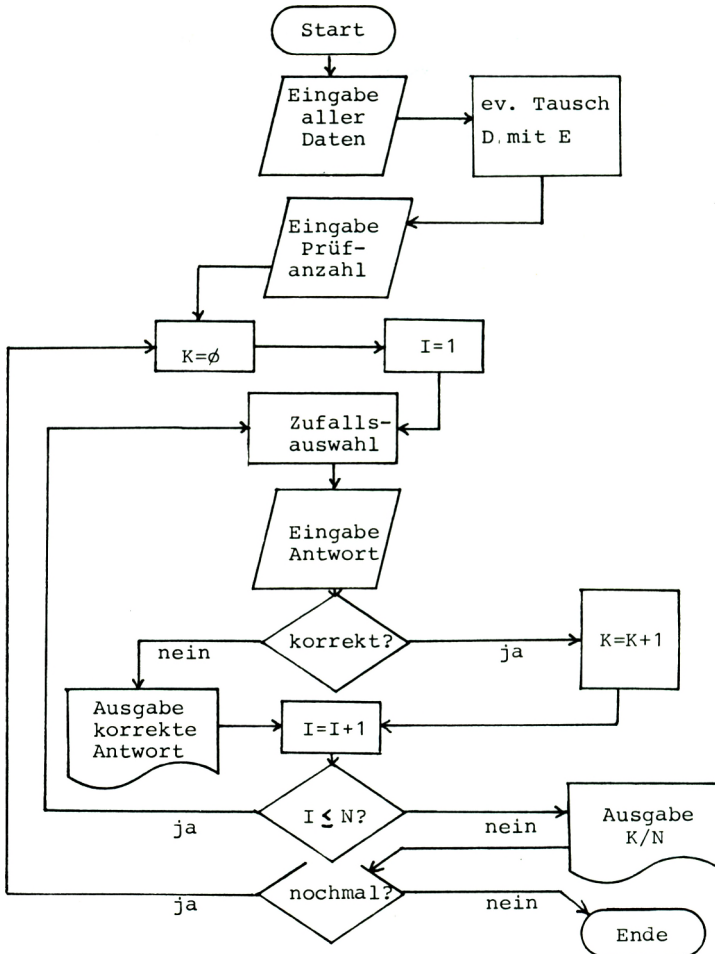 Start
Eingabe
aller
Daten
ev. Tausch
D. mit E
Eingabe
Prüf-
anzahl
K=ø
I=1
Zufalls-
auswahl
Eingabe
Antwort
korrekt?
nein
ja
K=K+1
Ausgabe
korrekte
Antwort
I=I+1
I ≤ N?
ja
nein
Ausgabe
K/N
nochmal?
ja
nein
Ende